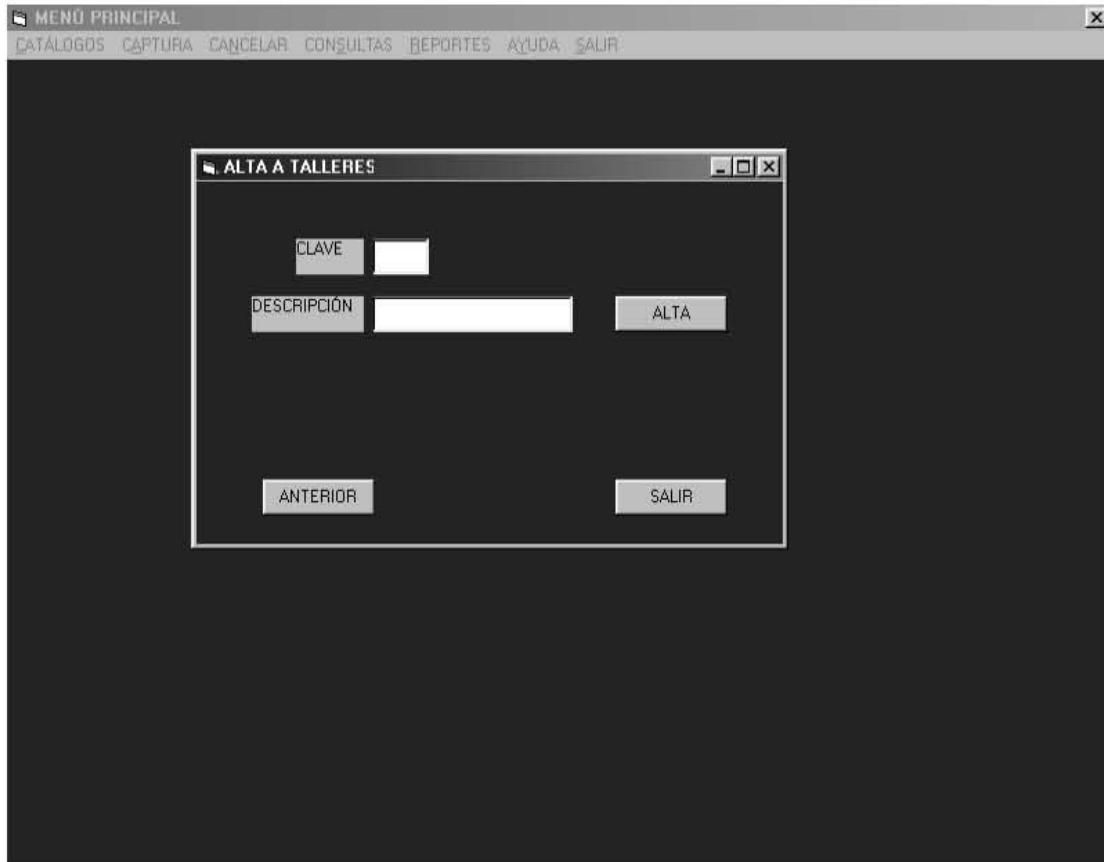 MENÚ PRINCIPAL
CATÁLOGOS CAPTURA CANCELAR CONSULTAS REPORTES AYUDA SALIR
ALTA A TALLERES
CLAVE
DESCRIPCIÓN ALTA
ANTERIOR SALIR